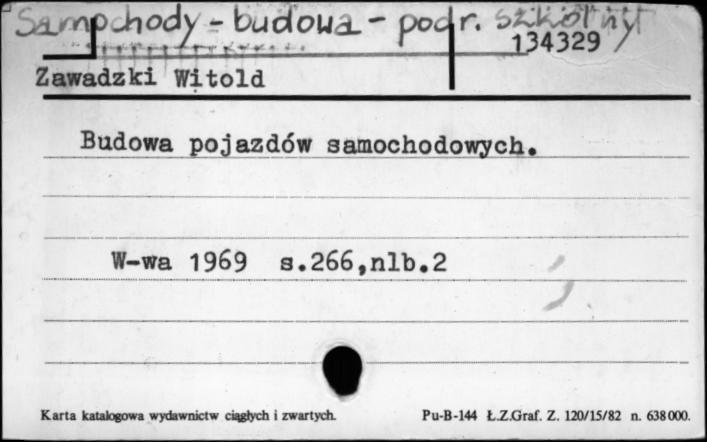 Samochody - budowa - podr. szkolny
134329
Zawadzki Witold
Budowa pojazdów samochodowych.
W-wa 1969 s.266,nlb.2
Karta katalogowa wydawnictw ciągłych i zwartych.
Pu-B-144 Ł.Z.Graf. Z. 120/15/82 n. 638 000.